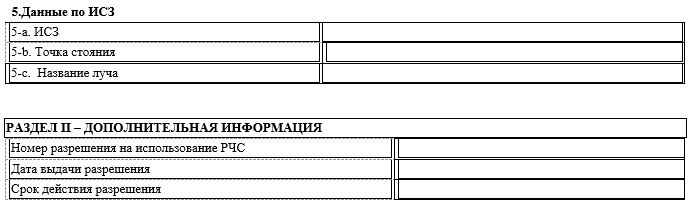 5.Данные по ИСЗ
5-a. ИСЗ
5-b. Точка стояния
5-c. Название луча
РАЗДЕЛ II – ДОПОЛНИТЕЛЬНАЯ ИНФОРМАЦИЯ
Номер разрешения на использование РЧС
Дата выдачи разрешения
Срок действия разрешения